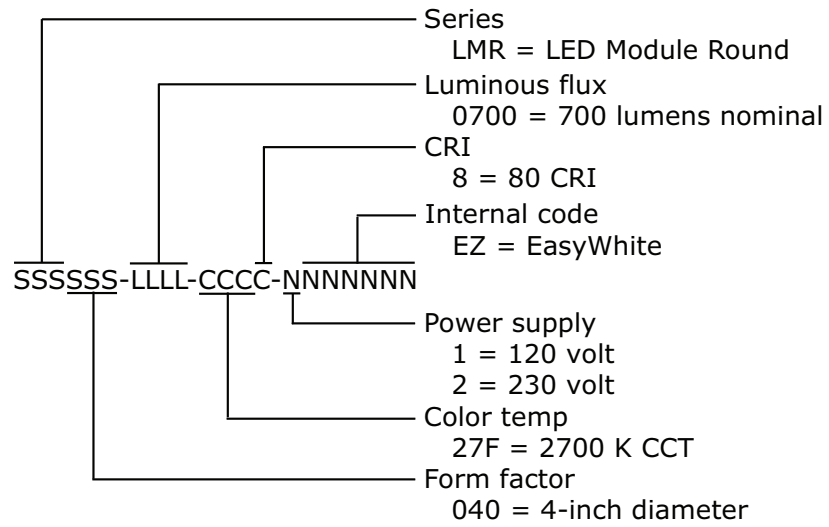 Series
LMR = LED Module Round
Luminous flux
0700 = 700 lumens nominal
CRI
8 = 80 CRI
Internal code
EZ = EasyWhite
SSSSSS-LLLL-CCCC-NNNNNNN
Power supply
1 = 120 volt
2 = 230 volt
Color temp
27F = 2700 K CCT
Form factor
040 = 4-inch diameter